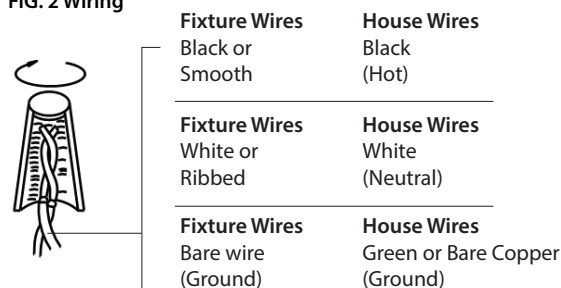 FIG. 2 Wiring
Fixture Wires House Wires
Black or Black
Smooth (Hot)
Fixture Wires House Wires
White or White
Ribbed (Neutral)
Fixture Wires House Wires
Bare wire Green or Bare Copper
(Ground) (Ground)